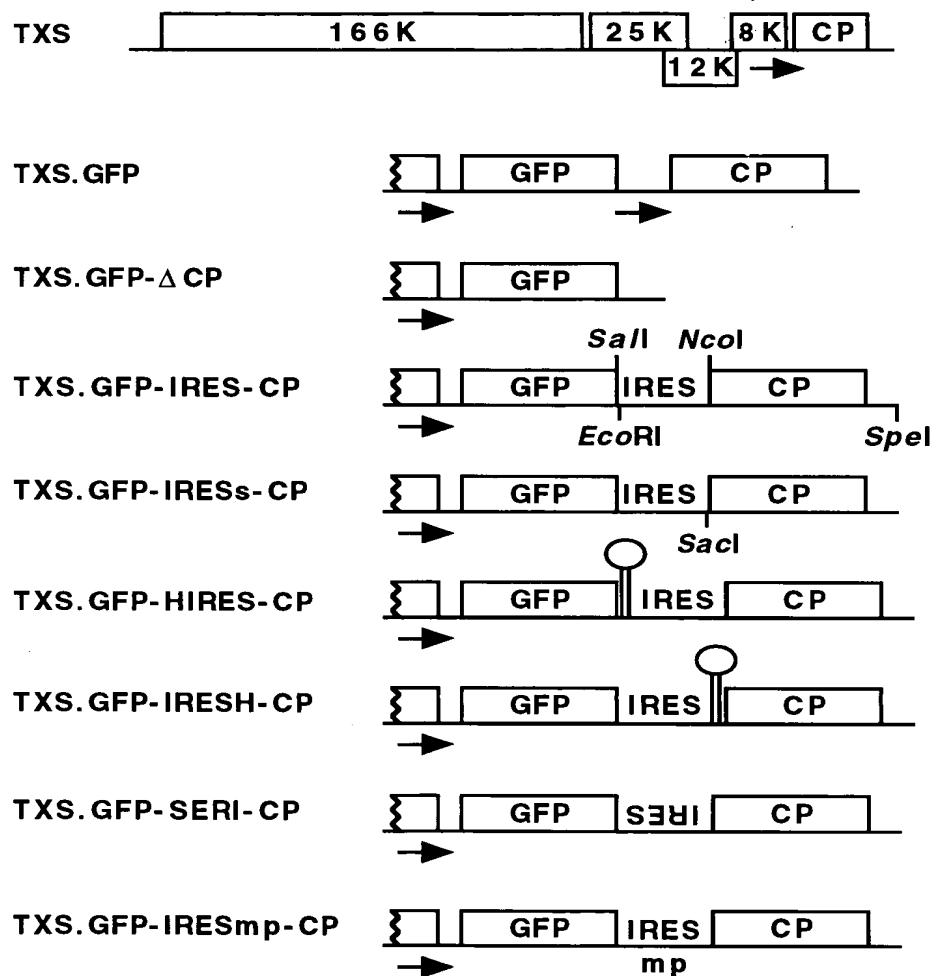 TXS 166K 25K 8K CP
12K
TXS.GFP GFP CP
TXS.GFP-ΔCP GFP
SalI NcoI
TXS.GFP-IRES-CP GFP IRES CP
EcoRI SpeI
TXS.GFP-IRESs-CP GFP IRES CP
SacI
TXS.GFP-HIRES-CP GFP IRES CP
TXS.GFP-IRESH-CP GFP IRES CP
TXS.GFP-SERI-CP GFP IRES CP
TXS.GFP-IRESmp-CP GFP IRES CP
mp